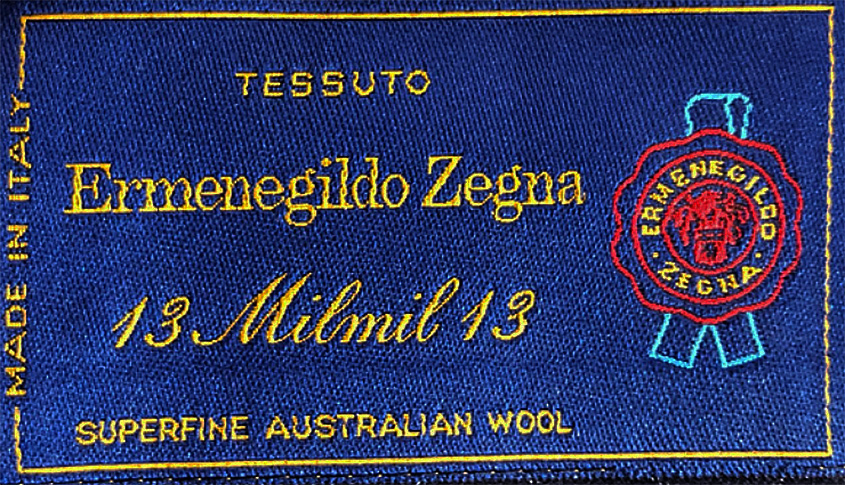 TESSUTO
Ermenegildo Zegna
13 Milmil 13
SUPERFINE AUSTRALIAN WOOL
MADE IN ITALY
ERMENEGILDO
· ZEGNA ·